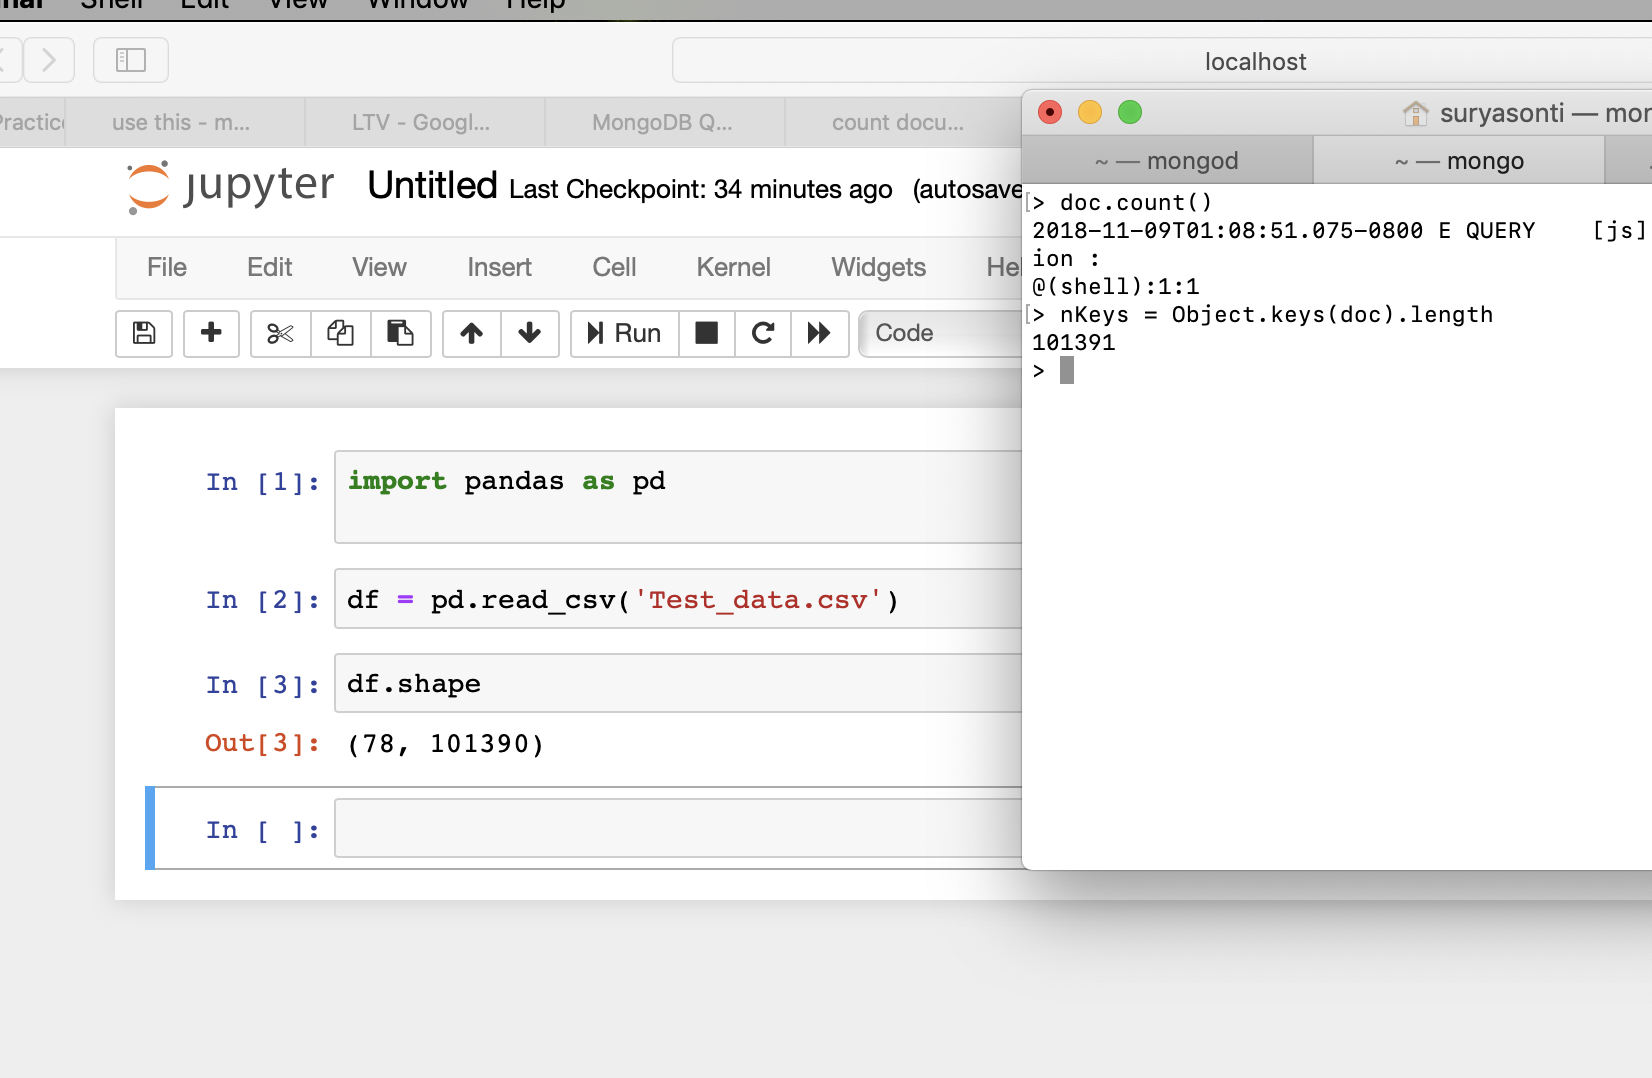 Shell Edit View Window Help
localhost
use this - m... LTV - Googl... MongoDB Q... count docu...
jupyter Untitled Last Checkpoint: 34 minutes ago (autosave
File Edit View Insert Cell Kernel Widgets
Run Code
In [1]: import pandas as pd
In [2]: df = pd.read_csv('Test_data.csv')
In [3]: df.shape
Out[3]: (78, 101390)
In [ ]:
suryasonti — mon
~ — mongod ~ — mongo
[> doc.count()
2018-11-09T01:08:51.075-0800 E QUERY [js]
ion :
@(shell):1:1
[> nKeys = Object.keys(doc).length
101391
>